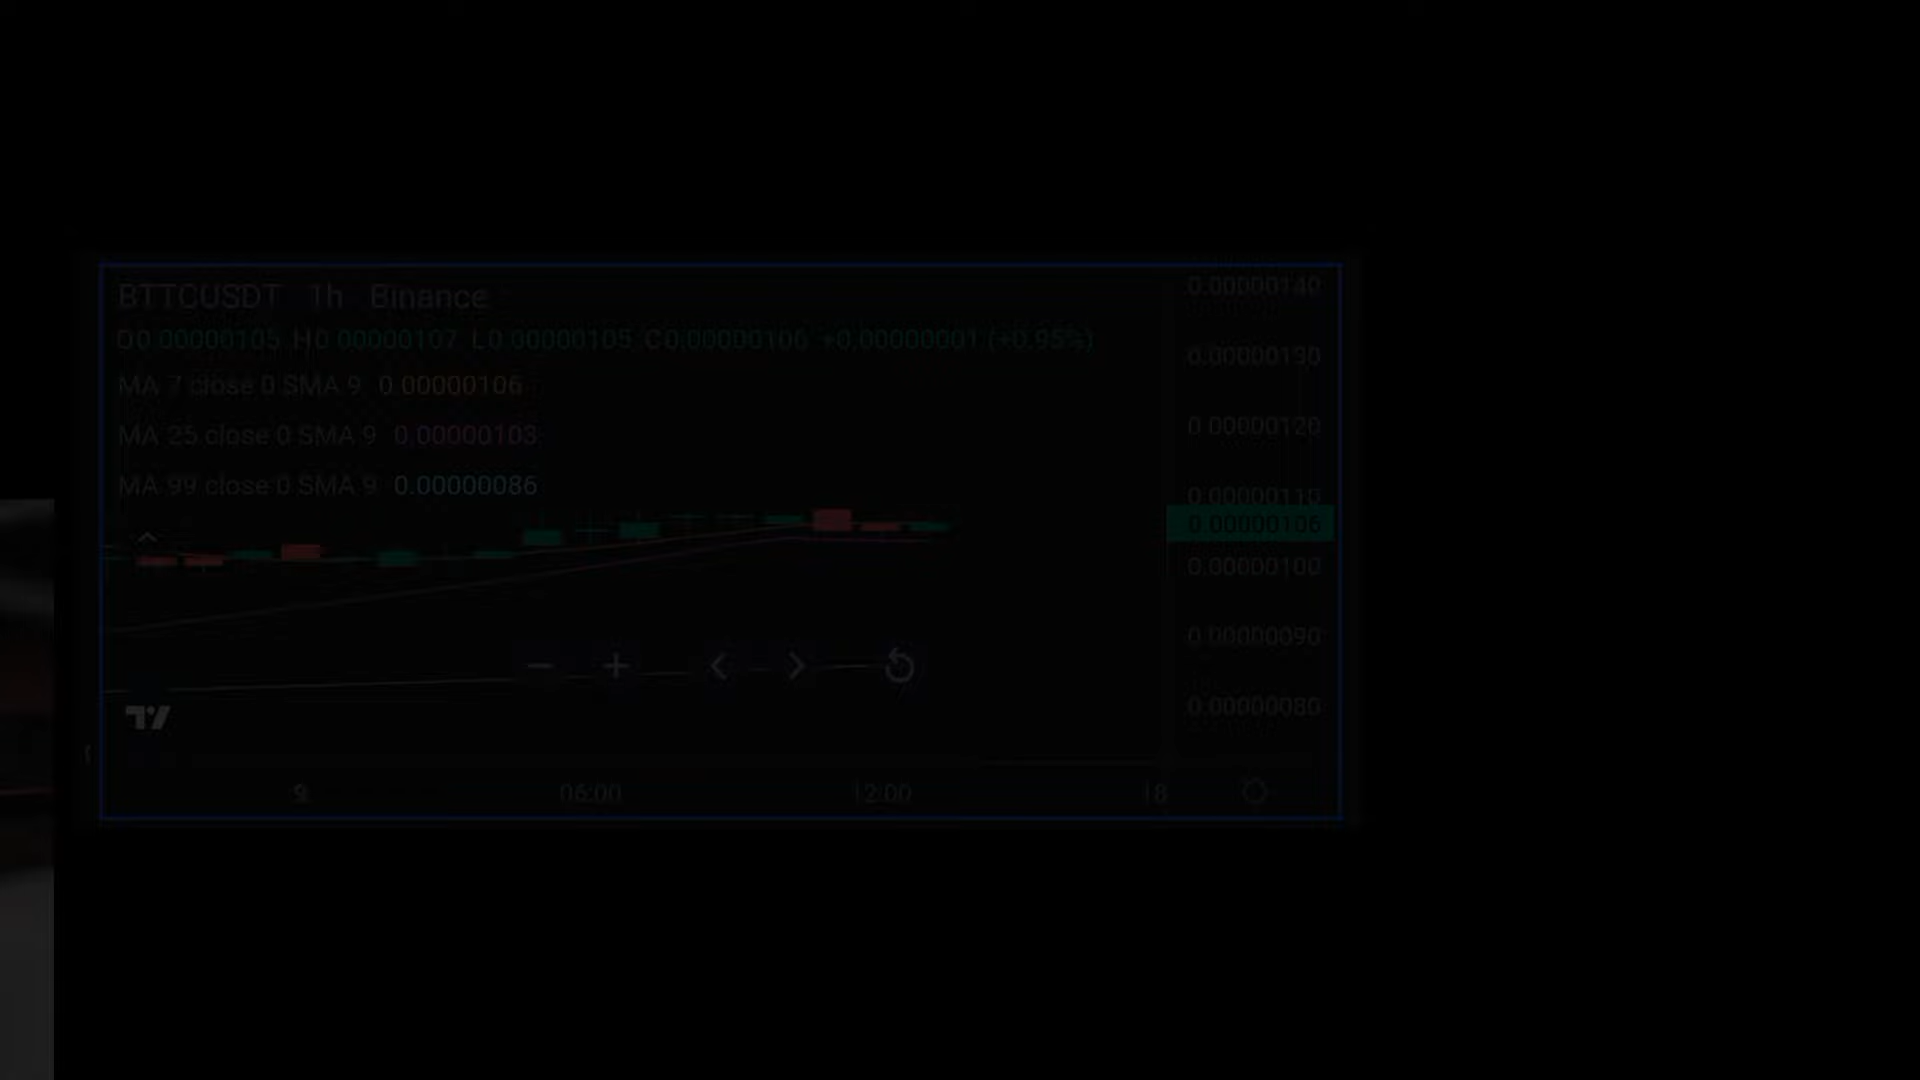 BTTCUSDT 1h Binance
O0.00000105 H0.00000107 L0.00000105 C0.00000106 +0.00000001 (+0.95%)
MA 7 close 0 SMA 9 0.00000106
MA 25 close 0 SMA 9 0.00000103
MA 99 close 0 SMA 9 0.00000086
0.00000140
0.00000130
0.00000120
0.00000110
0.00000106
0.00000100
0.00000090
0.00000080
9 06:00 12:00 18